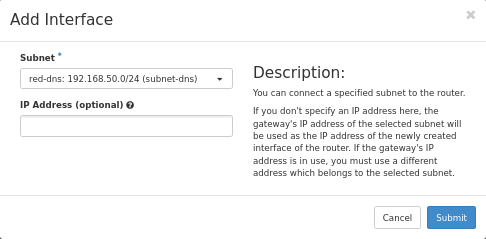 Add Interface
×
Subnet *
red-dns: 192.168.50.0/24 (subnet-dns)
IP Address (optional) ?
Description:
You can connect a specified subnet to the router.
If you don't specify an IP address here, the
gateway's IP address of the selected subnet will
be used as the IP address of the newly created
interface of the router. If the gateway's IP
address is in use, you must use a different
address which belongs to the selected subnet.
Cancel
Submit